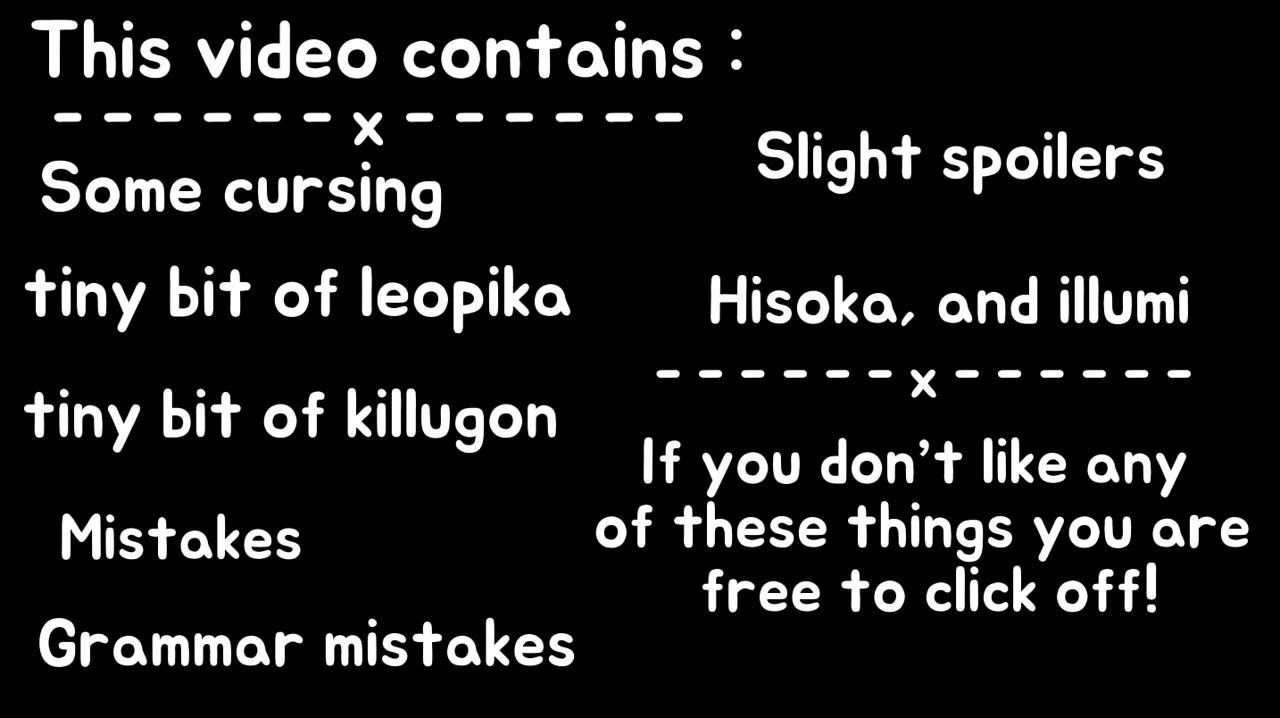 This video contains :
- - - - - - x - - - - - -
Some cursing
tiny bit of leopika
tiny bit of killugon
Mistakes
Grammar mistakes
Slight spoilers
Hisoka, and illumi
- - - - - - x - - - - - -
If you don't like any
of these things you are
free to click off!